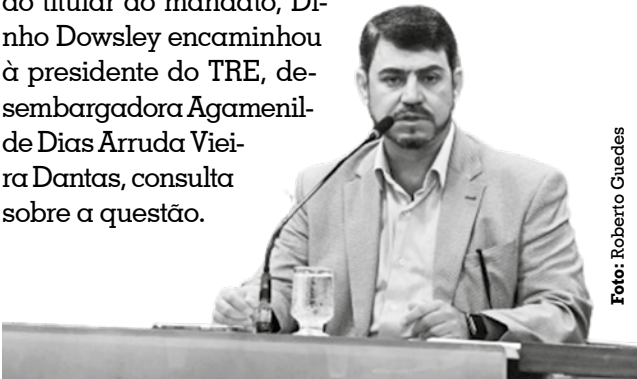 do titular do mandato, Di-
nho Dowsley encaminhou
à presidente do TRE, de-
sembargadora Agamenil-
de Dias Arruda Viei-
ra Dantas, consulta
sobre a questão.
Foto: Roberto Guedes